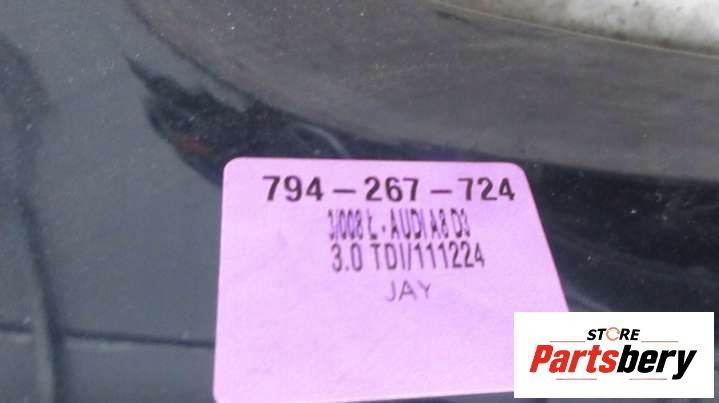 794-267-724
3/008 Ł - AUDI A8 D3
3.0 TDI/111224
JAY
STORE
Partsbery